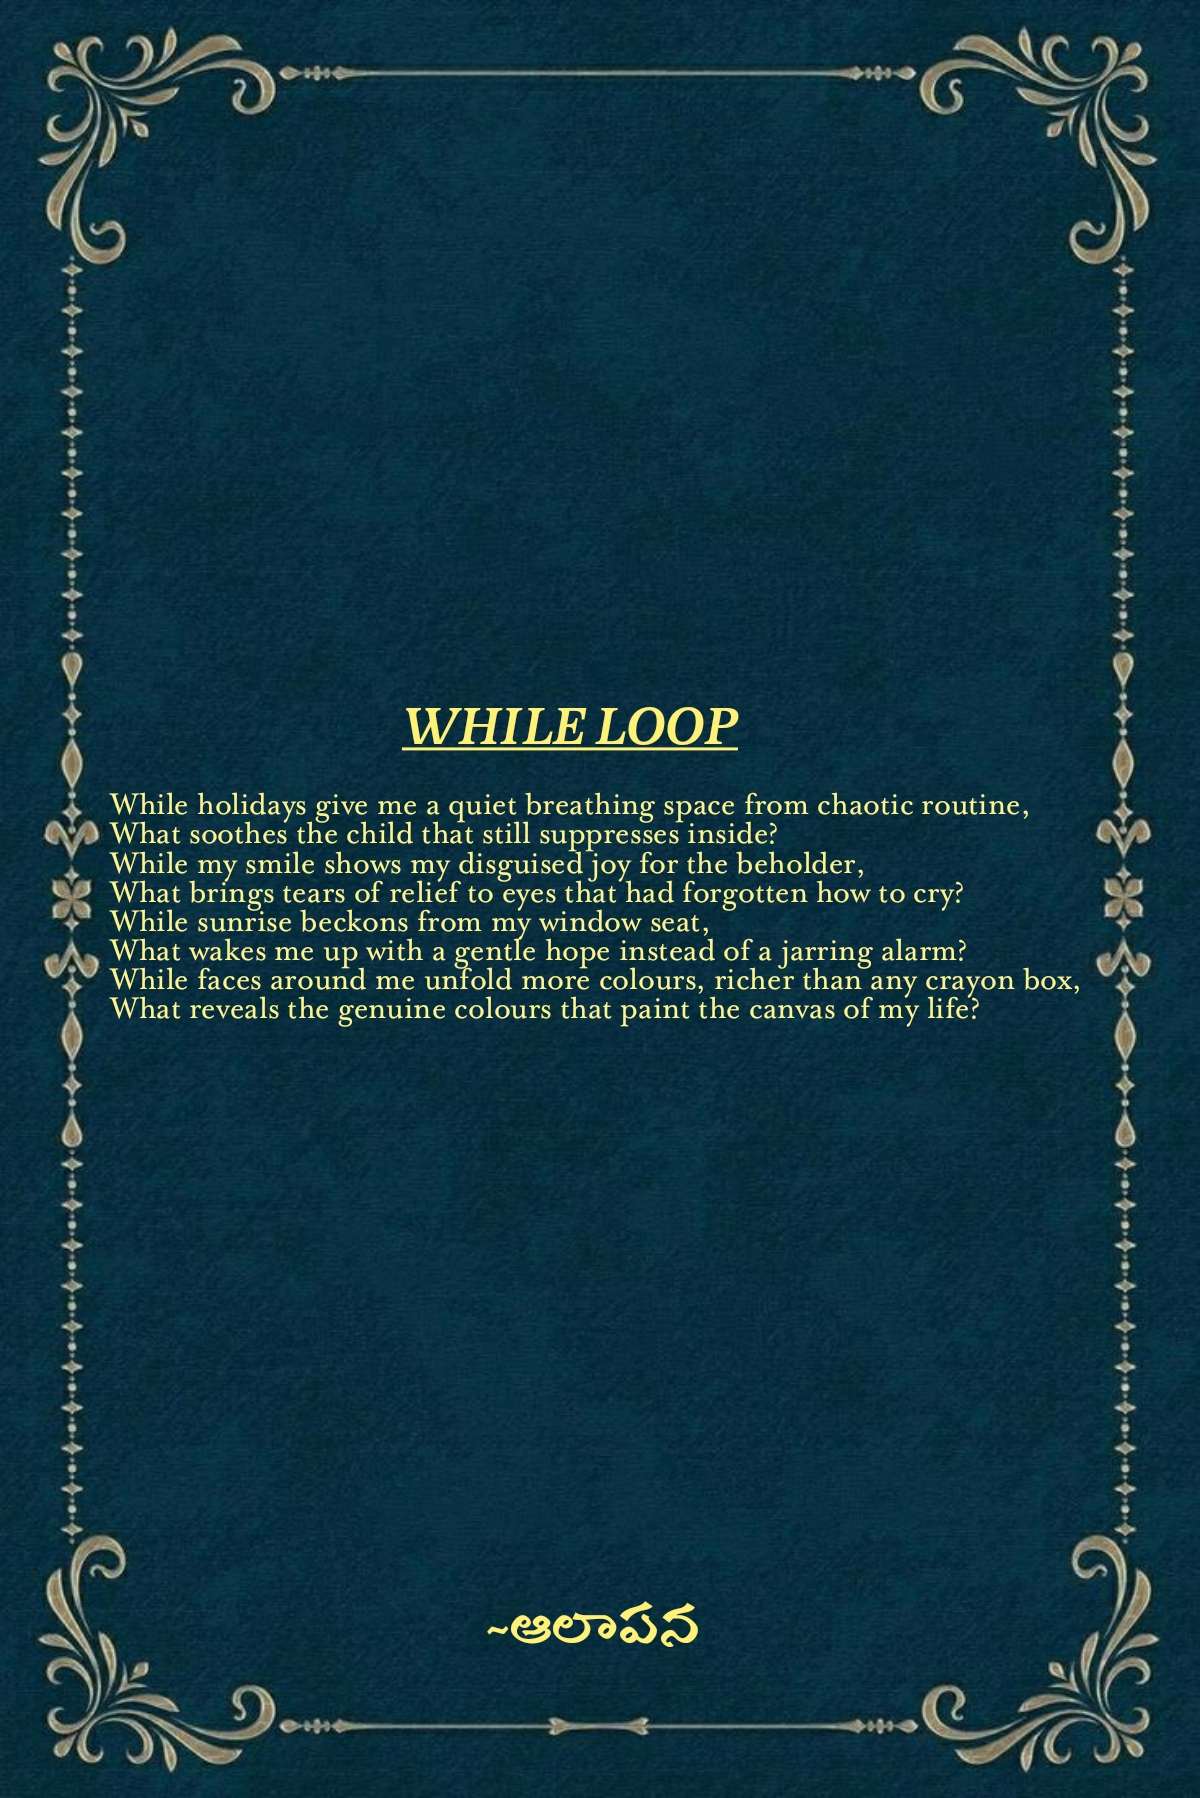 WHILE LOOP
While holidays give me a quiet breathing space from chaotic routine,
What soothes the child that still suppresses inside?
While my smile shows my disguised joy for the beholder,
What brings tears of relief to eyes that had forgotten how to cry?
While sunrise beckons from my window seat,
What wakes me up with a gentle hope instead of a jarring alarm?
While faces around me unfold more colours, richer than any crayon box,
What reveals the genuine colours that paint the canvas of my life?
~ఆలాపన